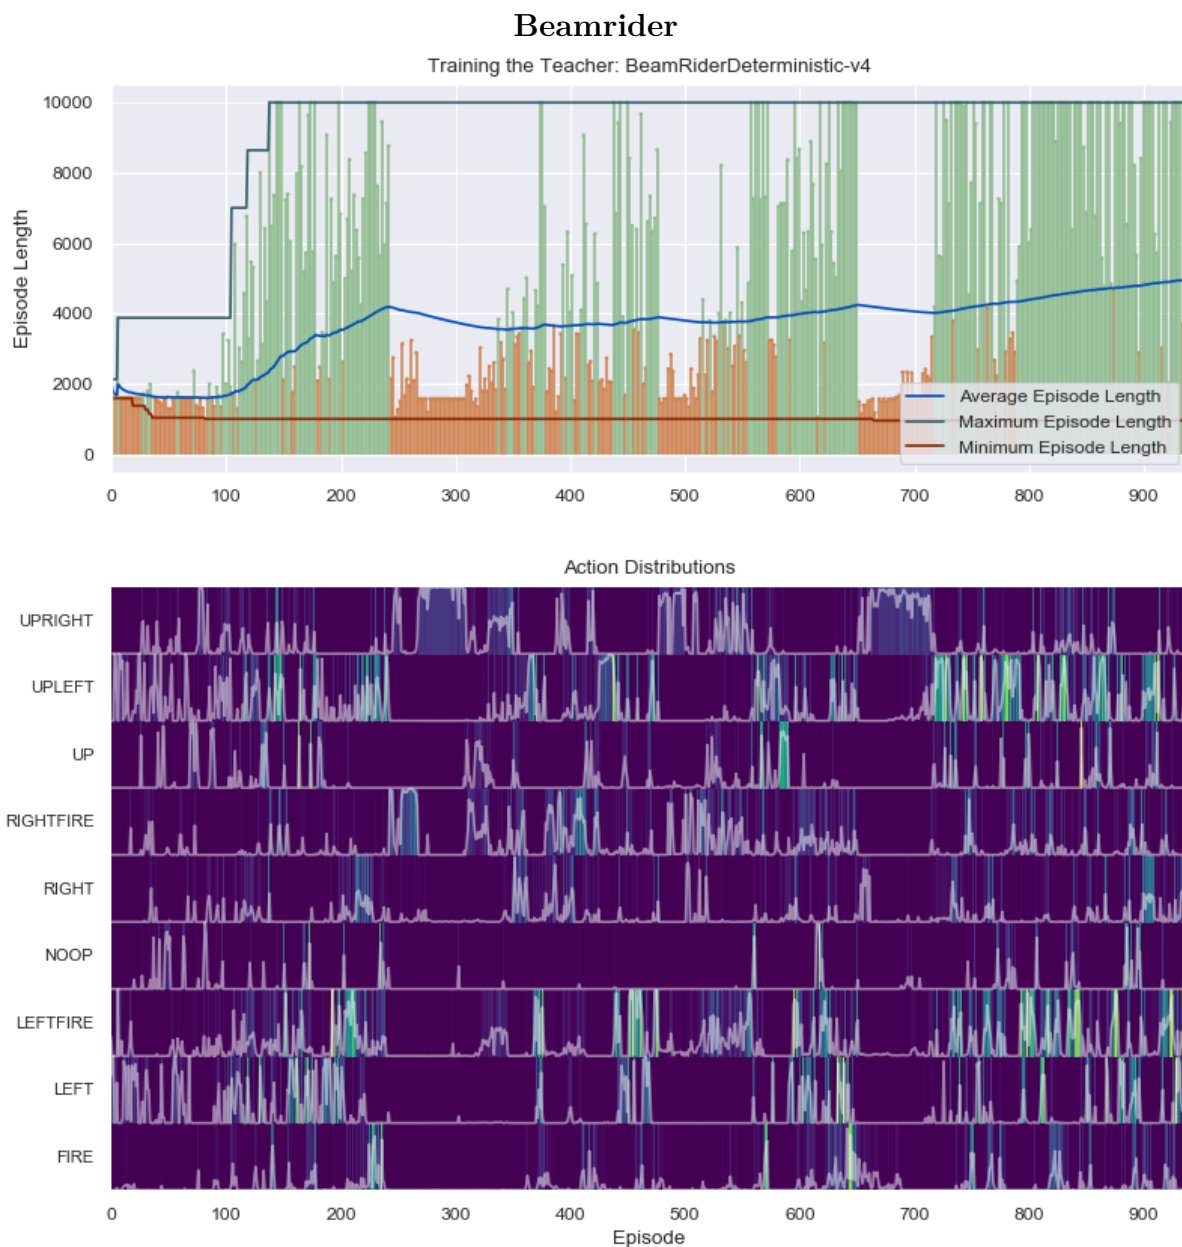 Beamrider
Training the Teacher: BeamRiderDeterministic-v4
10000
8000
6000
4000
2000
0
Episode Length
Average Episode Length
Maximum Episode Length
Minimum Episode Length
0 100 200 300 400 500 600 700 800 900
Action Distributions
UPRIGHT
UPLEFT
UP
RIGHTFIRE
RIGHT
NOOP
LEFTFIRE
LEFT
FIRE
0 100 200 300 400 500 600 700 800 900
Episode